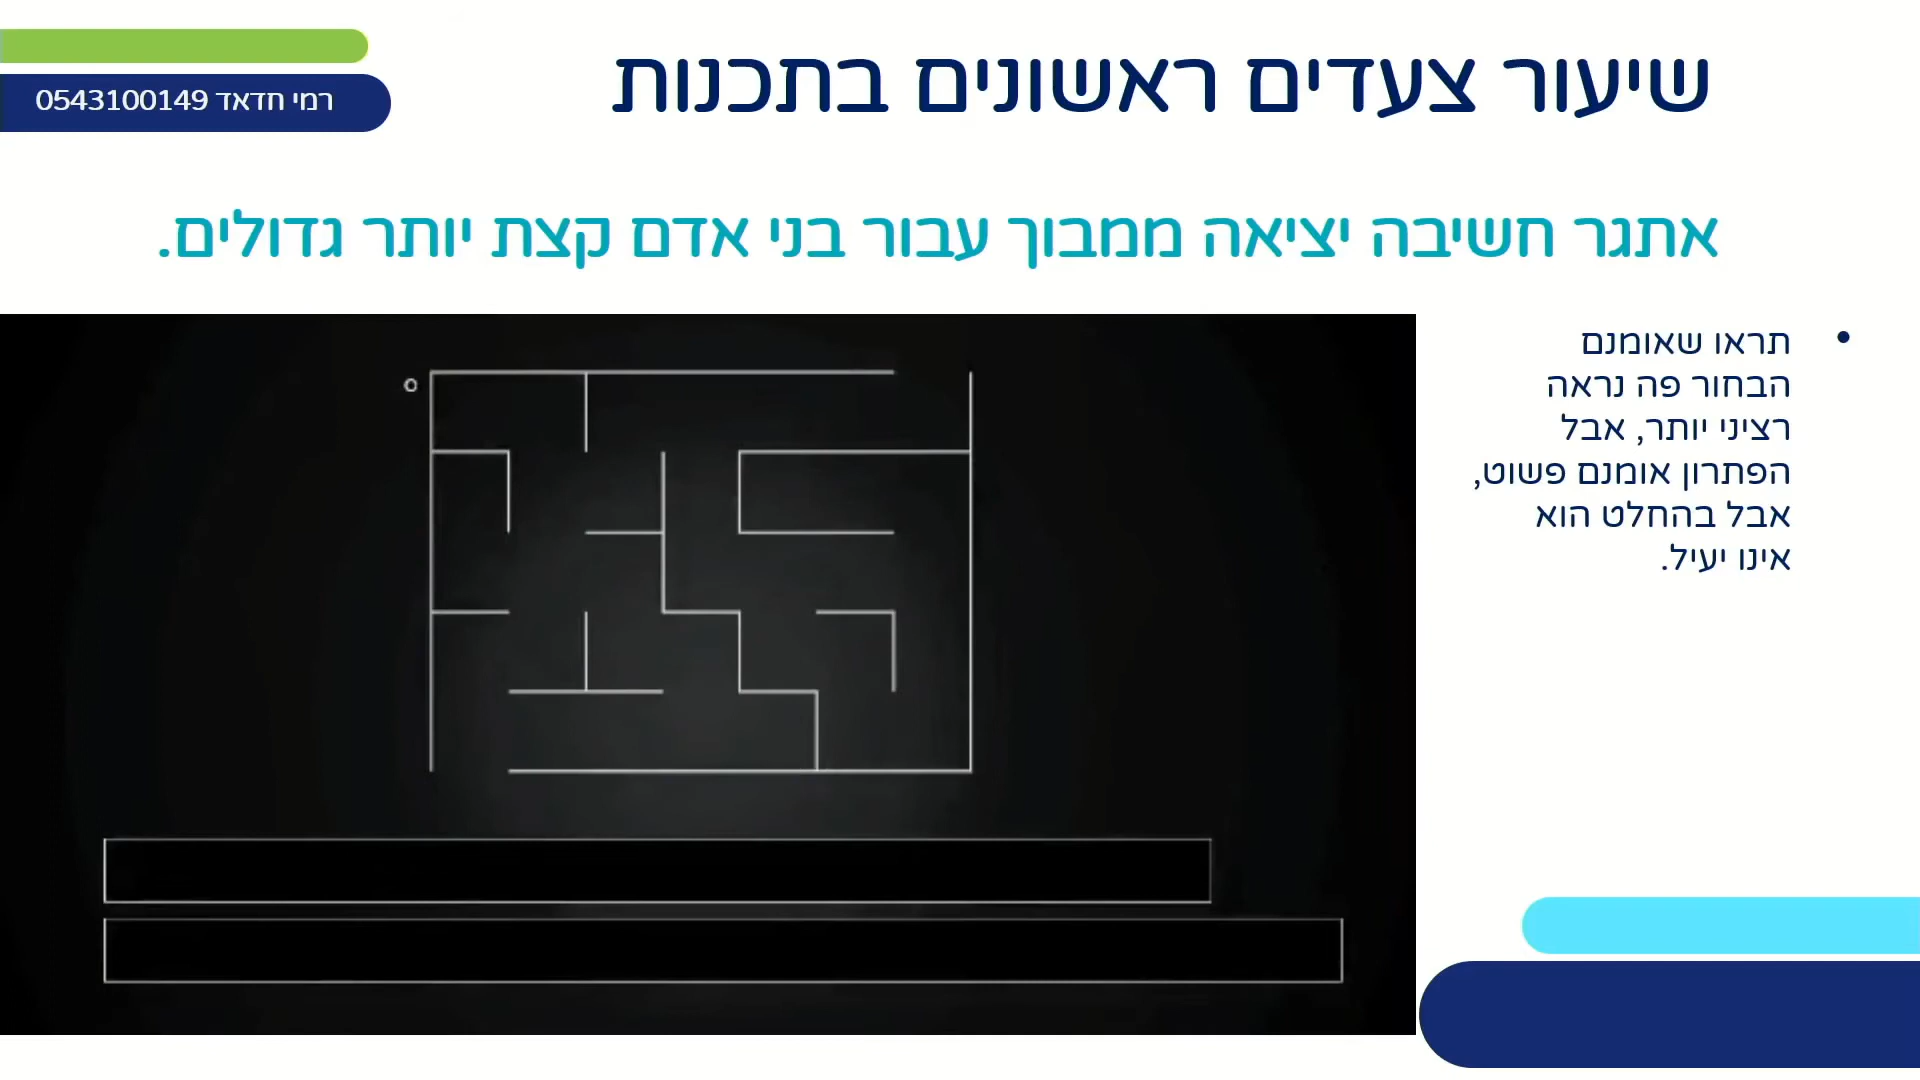 רמי חדאד 0543100149
שיעור צעדים ראשונים בתכנות
אתגר חשיבה יציאה ממבוך עבור בני אדם קצת יותר גדולים.
• תראו שאומנם
הבחור פה נראה
רציני יותר, אבל
הפתרון אומנם פשוט,
אבל בהחלט הוא
אינו יעיל.